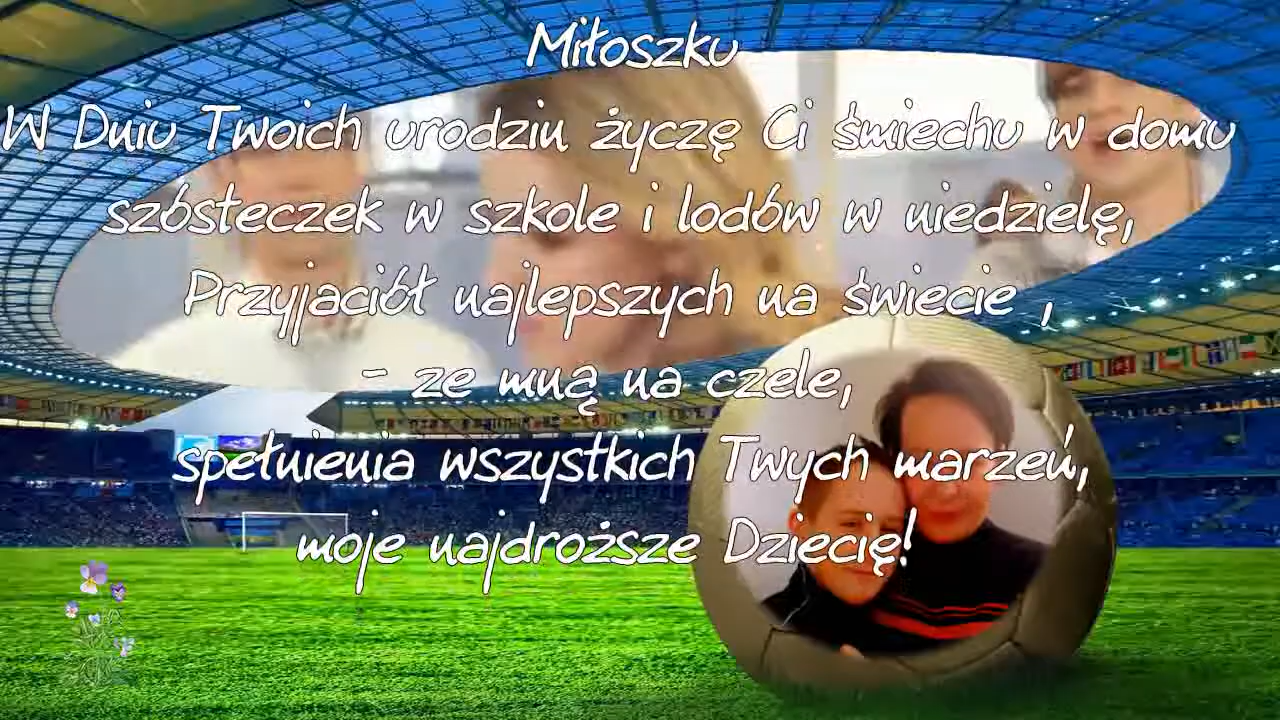 Miłoszku
W Dniu Twoich urodzin życzę Ci śmiechu w domu
szósteczek w szkole i lodów w niedzielę,
Przyjaciół najlepszych na świecie ,
- ze mną na czele,
spełnienia wszystkich Twych marzeń,
moje najdroższe Dziecię!